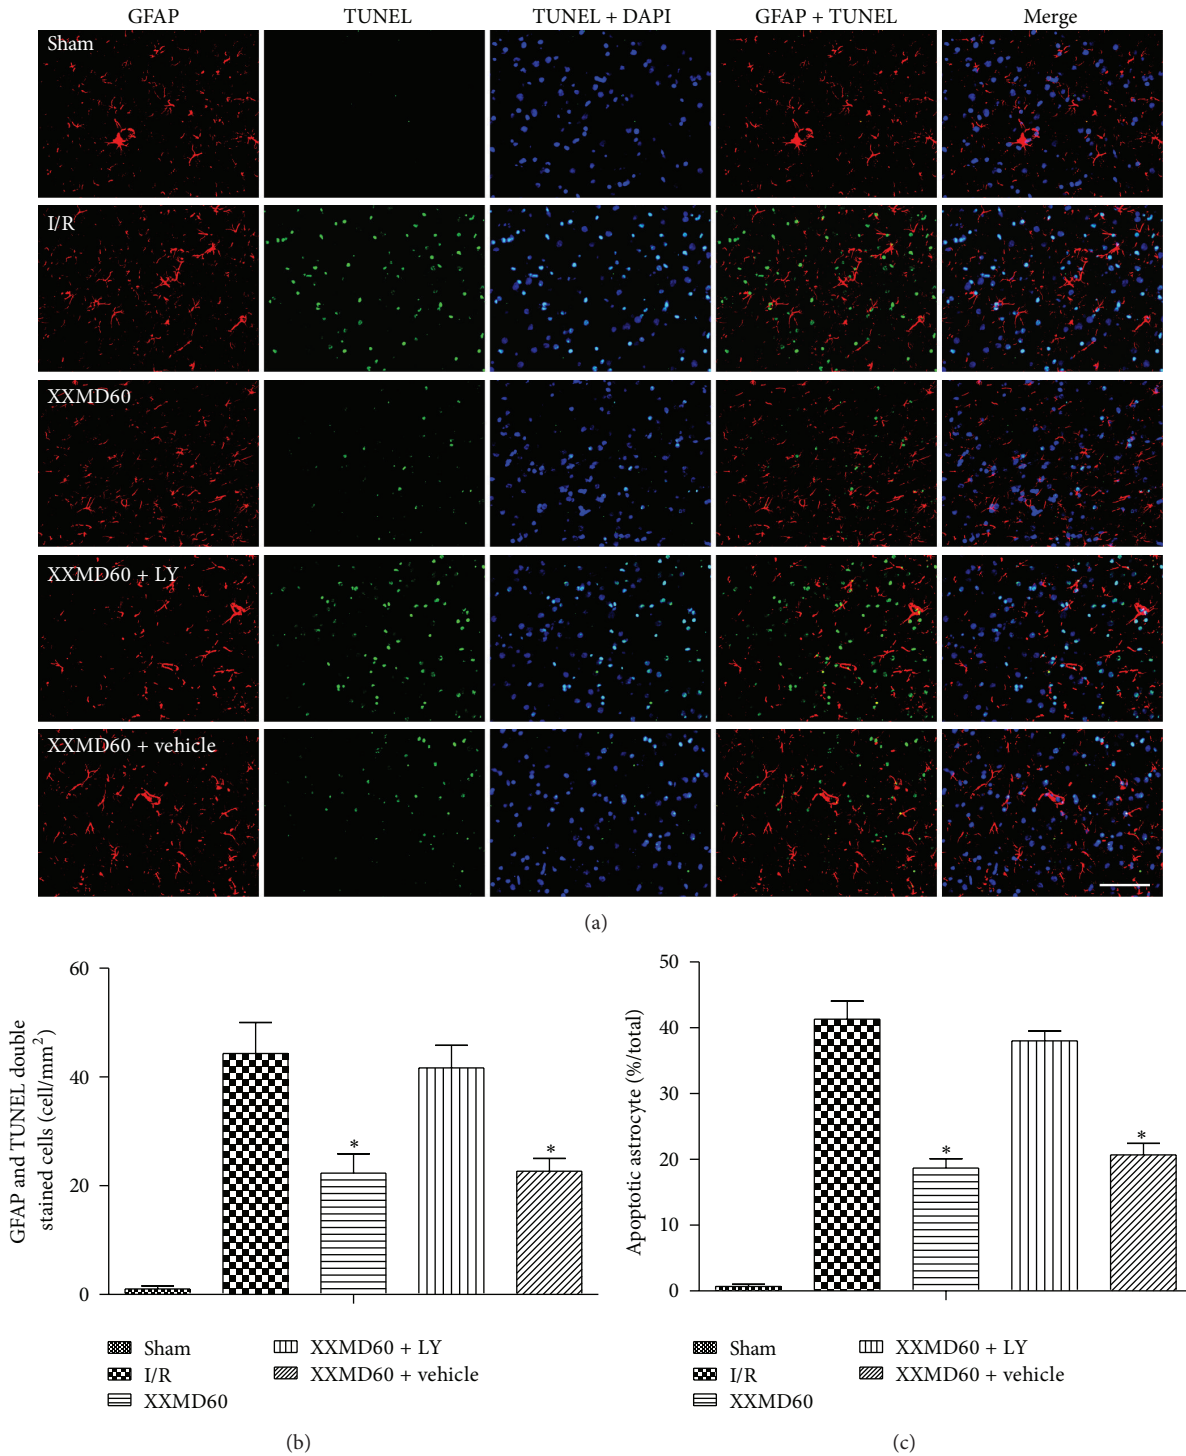 GFAP TUNEL TUNEL + DAPI GFAP + TUNEL Merge
Sham
I/R
XXMD60
XXMD60 + LY
XXMD60 + vehicle
(a)
GFAP and TUNEL double
stained cells (cell/mm²)
60
40
20
0
*
*
Sham
I/R
XXMD60
XXMD60 + LY
XXMD60 + vehicle
(b)
Apoptotic astrocyte (%/total)
50
40
30
20
10
0
*
*
Sham
I/R
XXMD60
XXMD60 + LY
XXMD60 + vehicle
(c)